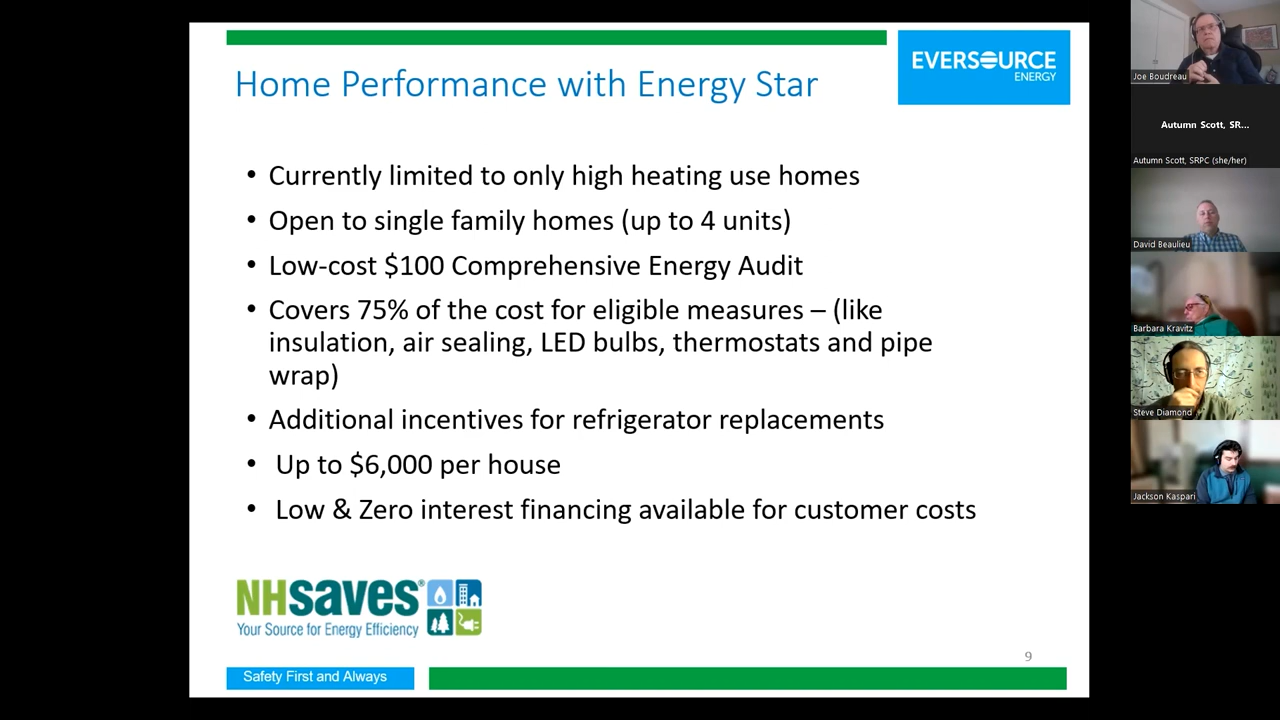 Home Performance with Energy Star
EVERSOURCE
ENERGY
• Currently limited to only high heating use homes
• Open to single family homes (up to 4 units)
• Low-cost $100 Comprehensive Energy Audit
• Covers 75% of the cost for eligible measures – (like
insulation, air sealing, LED bulbs, thermostats and pipe
wrap)
• Additional incentives for refrigerator replacements
• Up to $6,000 per house
• Low & Zero interest financing available for customer costs
NHsaves®
Your Source for Energy Efficiency
9
Safety First and Always
Joe Boudreau
Autumn Scott, SR...
Autumn Scott, SRPC (she/her)
David Beaulieu
Barbara Kravitz
Steve Diamond
Jackson Kaspari